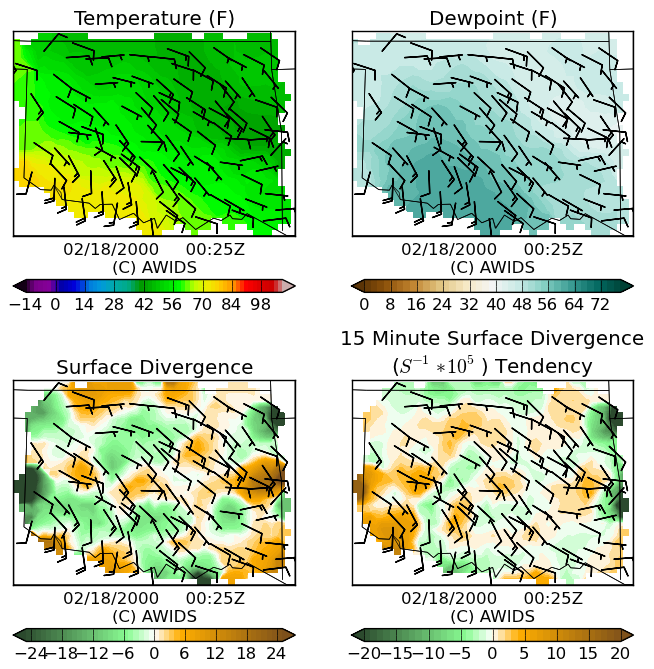 Temperature (F)
Dewpoint (F)
02/18/2000 00:25Z
(C) AWIDS
02/18/2000 00:25Z
(C) AWIDS
−14 0 14 28 42 56 70 84 98
0 8 16 24 32 40 48 56 64 72
Surface Divergence
15 Minute Surface Divergence
(S⁻¹ ∗10⁵ ) Tendency
02/18/2000 00:25Z
(C) AWIDS
02/18/2000 00:25Z
(C) AWIDS
−24 −18 −12 −6 0 6 12 18 24
−20 −15 −10 −5 0 5 10 15 20